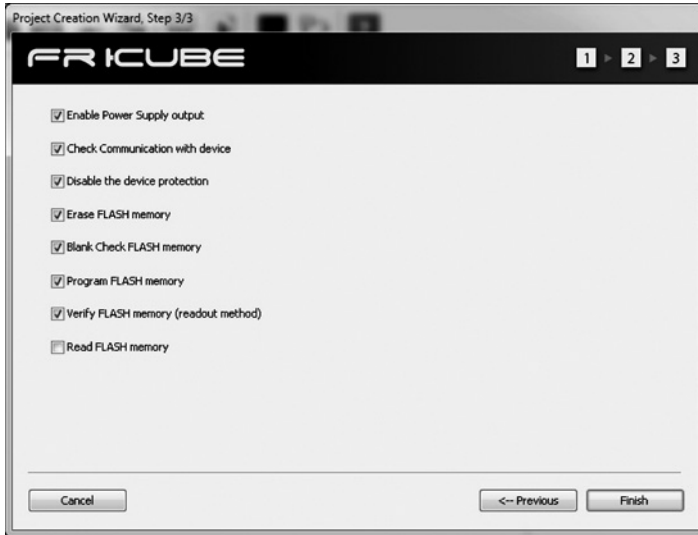 Project Creation Wizard, Step 3/3
FRICUBE
1 2 3
Enable Power Supply output
Check Communication with device
Disable the device protection
Erase FLASH memory
Blank Check FLASH memory
Program FLASH memory
Verify FLASH memory (readout method)
Read FLASH memory
Cancel
<-- Previous
Finish